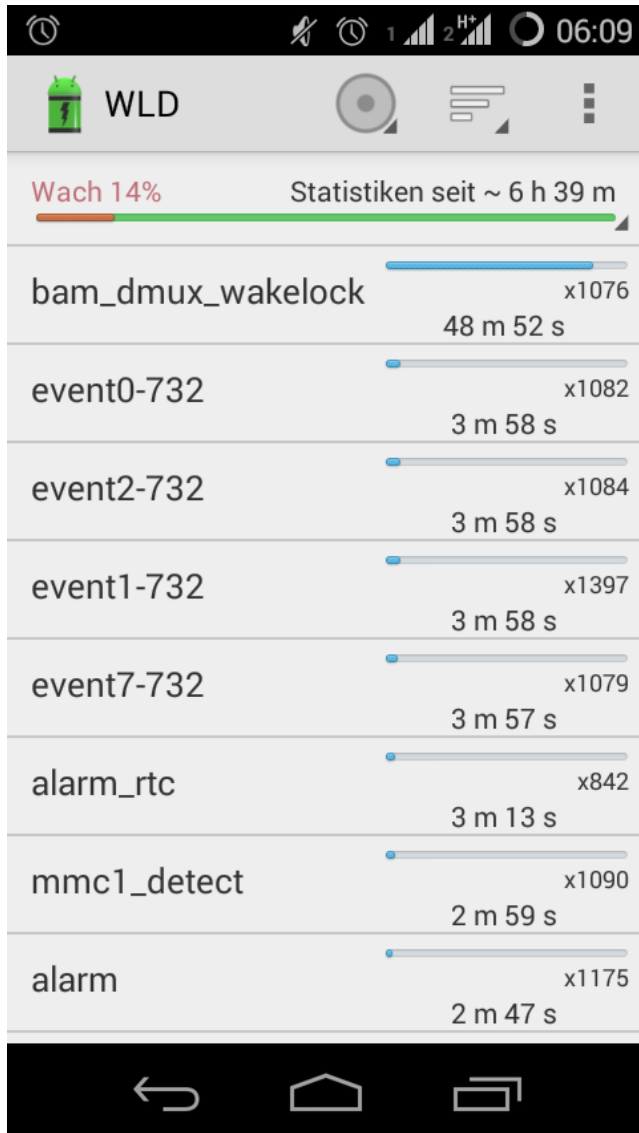 1 2 H+ 06:09
WLD
Wach 14% Statistiken seit ~ 6 h 39 m
bam_dmux_wakelock x1076
48 m 52 s
event0-732 x1082
3 m 58 s
event2-732 x1084
3 m 58 s
event1-732 x1397
3 m 58 s
event7-732 x1079
3 m 57 s
alarm_rtc x842
3 m 13 s
mmc1_detect x1090
2 m 59 s
alarm x1175
2 m 47 s